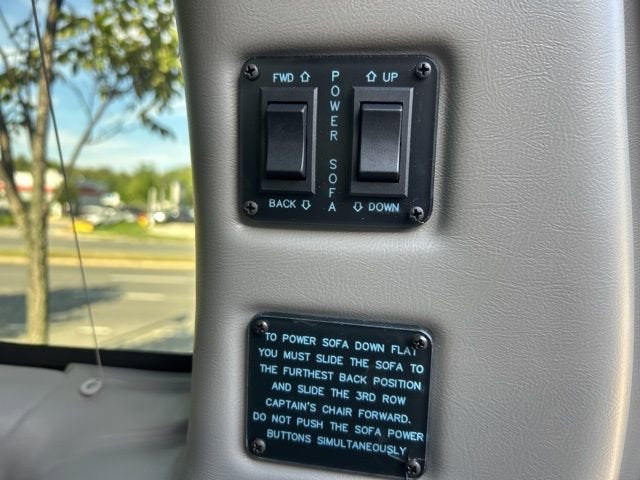 FWD ⇧ POWER SOFA ⇧ UP
BACK ⇩ ⇩ DOWN
TO POWER SOFA DOWN FLAT
YOU MUST SLIDE THE SOFA TO
THE FURTHEST BACK POSITION
AND SLIDE THE 3RD ROW
CAPTAIN'S CHAIR FORWARD.
DO NOT PUSH THE SOFA POWER
BUTTONS SIMULTANEOUSLY